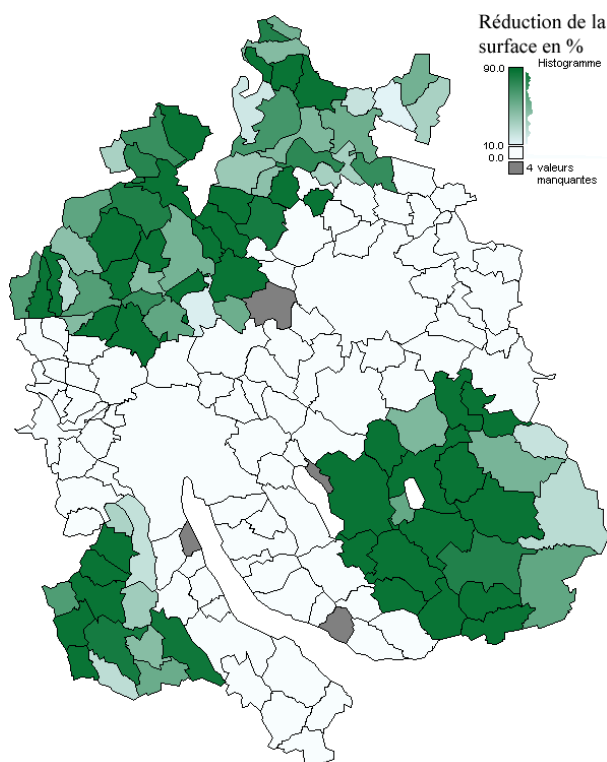 Réduction de la
surface en %
Histogramme
90.0
10.0
0.0
4 valeurs
manquantes